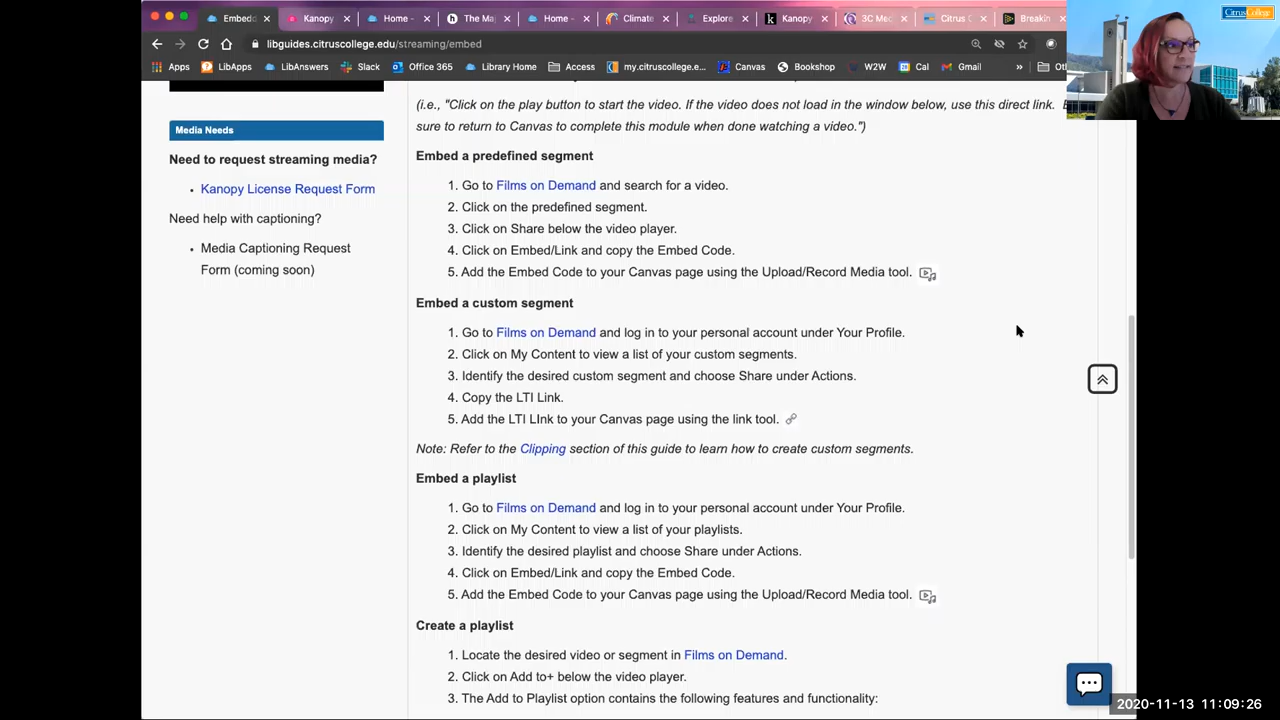 Embedd
Kanopy
Home -
The Ma
Home -
Climate
Explore
Kanopy
3C Med
Citrus C
Breakin
CitrusCollege
libguides.citruscollege.edu/streaming/embed
Apps
LibApps
LibAnswers
Slack
Office 365
Library Home
Access
my.citruscollege.e...
Canvas
Bookshop
W2W
Cal
Gmail
»
(i.e., "Click on the play button to start the video. If the video does not load in the window below, use this direct link.
sure to return to Canvas to complete this module when done watching a video.")
Media Needs
Need to request streaming media?
Kanopy License Request Form
Need help with captioning?
Media Captioning Request
Form (coming soon)
Embed a predefined segment
1. Go to Films on Demand and search for a video.
2. Click on the predefined segment.
3. Click on Share below the video player.
4. Click on Embed/Link and copy the Embed Code.
5. Add the Embed Code to your Canvas page using the Upload/Record Media tool.
Embed a custom segment
1. Go to Films on Demand and log in to your personal account under Your Profile.
2. Click on My Content to view a list of your custom segments.
3. Identify the desired custom segment and choose Share under Actions.
4. Copy the LTI Link.
5. Add the LTI LInk to your Canvas page using the link tool.
Note: Refer to the Clipping section of this guide to learn how to create custom segments.
Embed a playlist
1. Go to Films on Demand and log in to your personal account under Your Profile.
2. Click on My Content to view a list of your playlists.
3. Identify the desired playlist and choose Share under Actions.
4. Click on Embed/Link and copy the Embed Code.
5. Add the Embed Code to your Canvas page using the Upload/Record Media tool.
Create a playlist
1. Locate the desired video or segment in Films on Demand.
2. Click on Add to+ below the video player.
3. The Add to Playlist option contains the following features and functionality:
2020-11-13 11:09:26